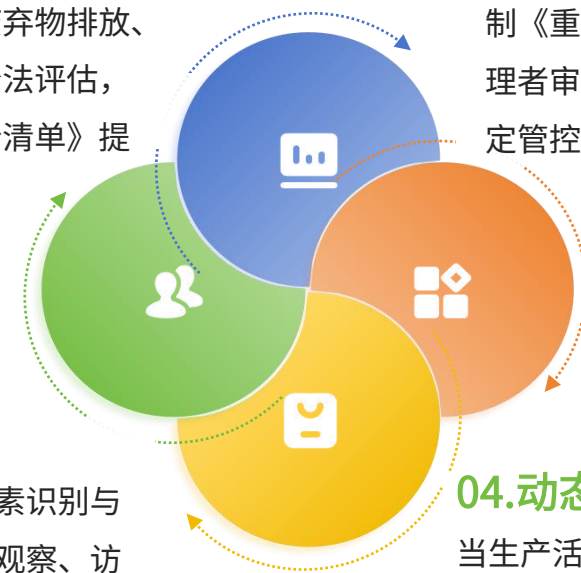 弃物排放、
法评估，
清单》提
制《重
理者审
定管控
素识别与
观察、访
04.动态
当生产活